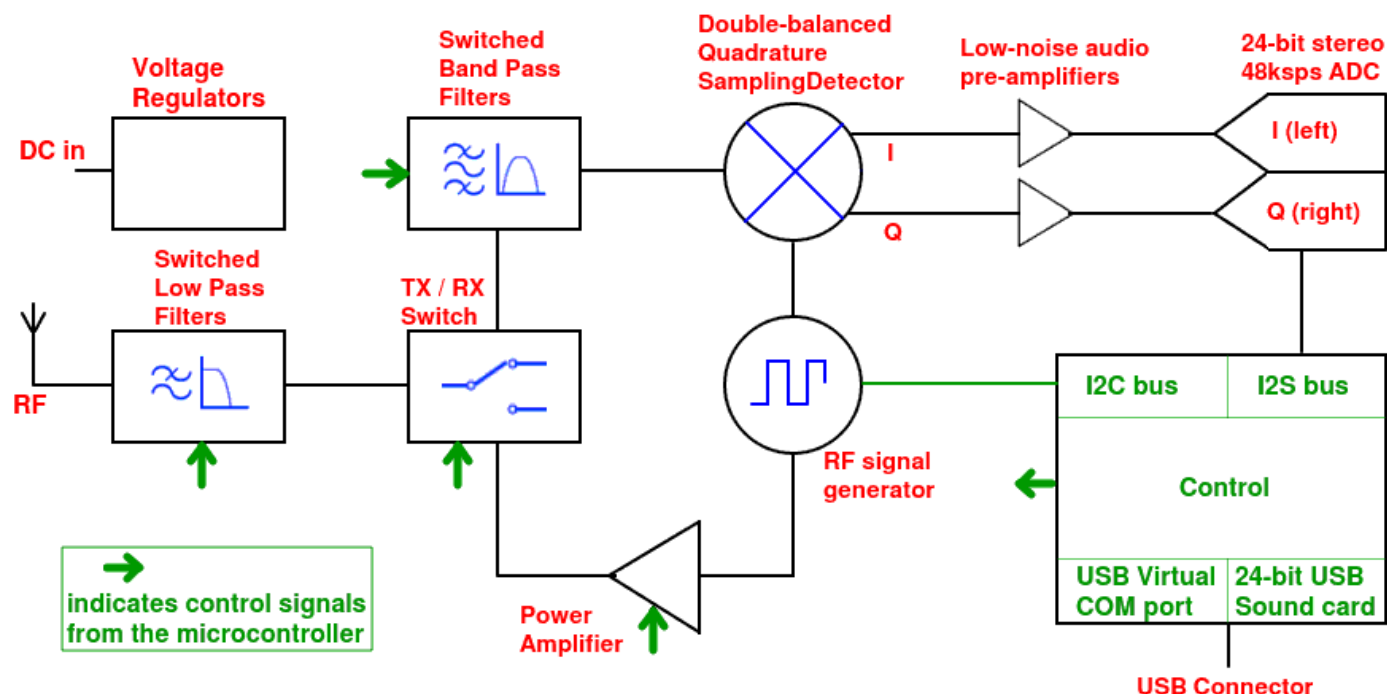 Voltage
Regulators
DC in
Switched
Band Pass
Filters
Double-balanced
Quadrature
SamplingDetector
Low-noise audio
pre-amplifiers
24-bit stereo
48ksps ADC
I
Q
I (left)
Q (right)
Switched
Low Pass
Filters
RF
TX / RX
Switch
RF signal
generator
I2C bus
I2S bus
Control
USB Virtual
COM port
24-bit USB
Sound card
USB Connector
Power
Amplifier
indicates control signals
from the microcontroller